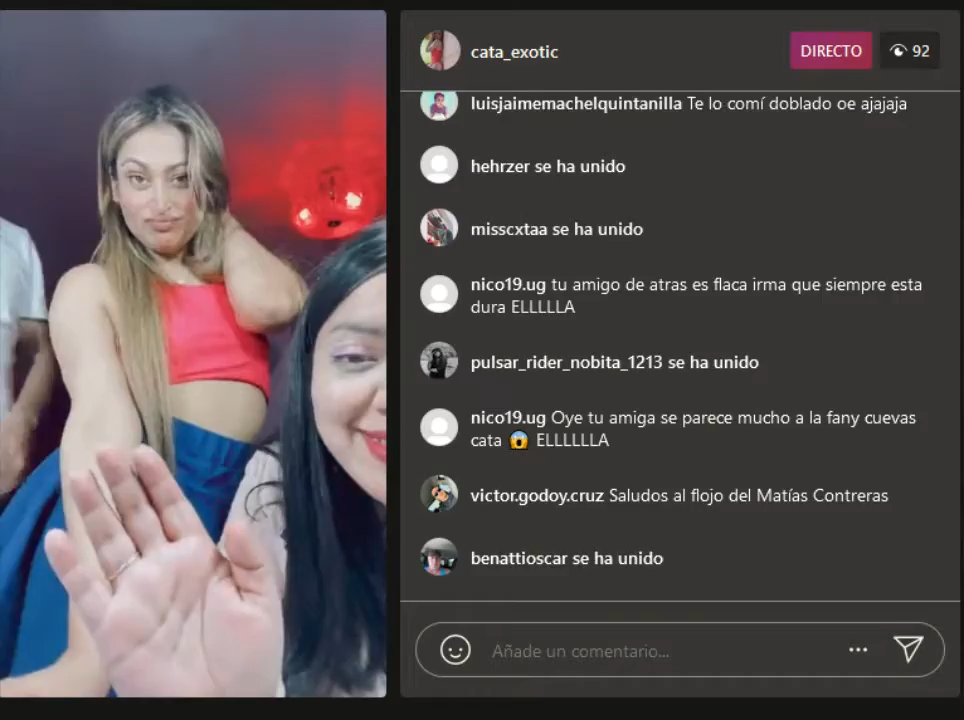 cata_exotic
DIRECTO
92
luisjaimemachelquintanilla Te lo comí doblado oe ajajaja
hehrzer se ha unido
misscxtaa se ha unido
nico19.ug tu amigo de atras es flaca irma que siempre esta
dura ELLLLLA
pulsar_rider_nobita_1213 se ha unido
nico19.ug Oye tu amiga se parece mucho a la fany cuevas
cata 😱 ELLLLLLA
victor.godoy.cruz Saludos al flojo del Matías Contreras
benattioscar se ha unido
Añade un comentario...